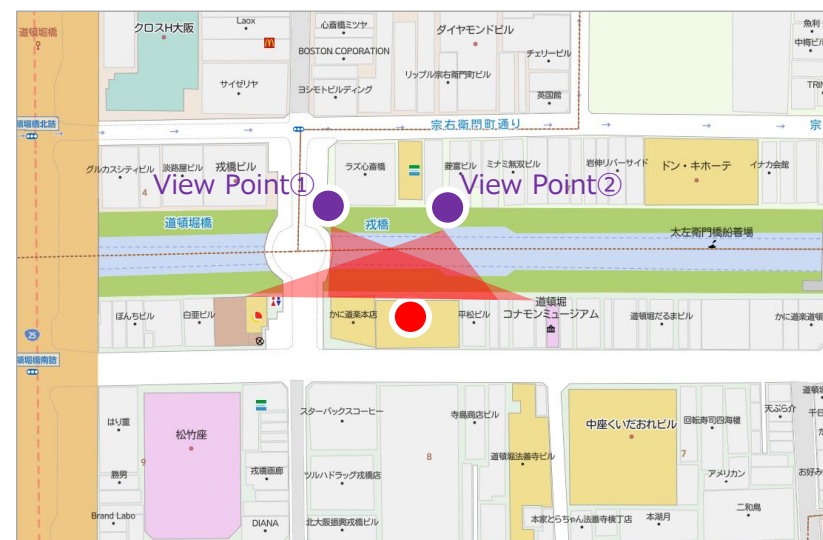 道頓堀橋
クロスH大阪
Laox
心斎橋ミツヤ
ダイヤモンドビル
魚利
BOSTON COPORATION
チェリービル
サイゼリヤ
リップル宗右衛門町ビル
ヨシモトビルディング
英国館
頓堀橋北詰
宗右衛門町通り
宗
グルカスシティビル
淡路屋ビル
戎橋ビル
ラズ心斎橋
菱富ビル
ミナミ無双ビル
岩伸リバーサイド
ドン・キホーテ
イナカ会館
4
View Point①
View Point②
道頓堀橋
戎橋
太左衛門橋船着場
ぼんちビル
白亜ビル
かに道楽本店
平松ビル
道頓堀
コナモンミュージアム
道頓堀だるまビル
かに道楽道頓
25
頓堀橋南詰
はり重
松竹座
スターバックスコーヒー
寺島商店ビル
中座くいだおれビル
回転寿司四海樓
天ぷら介
勝男
9
戎橋画廊
ツルハドラッグ戎橋店
8
道頓堀法善寺ビル
7
アメリカン
お好み
Brand Labo
DIANA
北大阪振興戎橋ビル
本家とらちゃん法善寺横丁店
本湖月
二和鳥